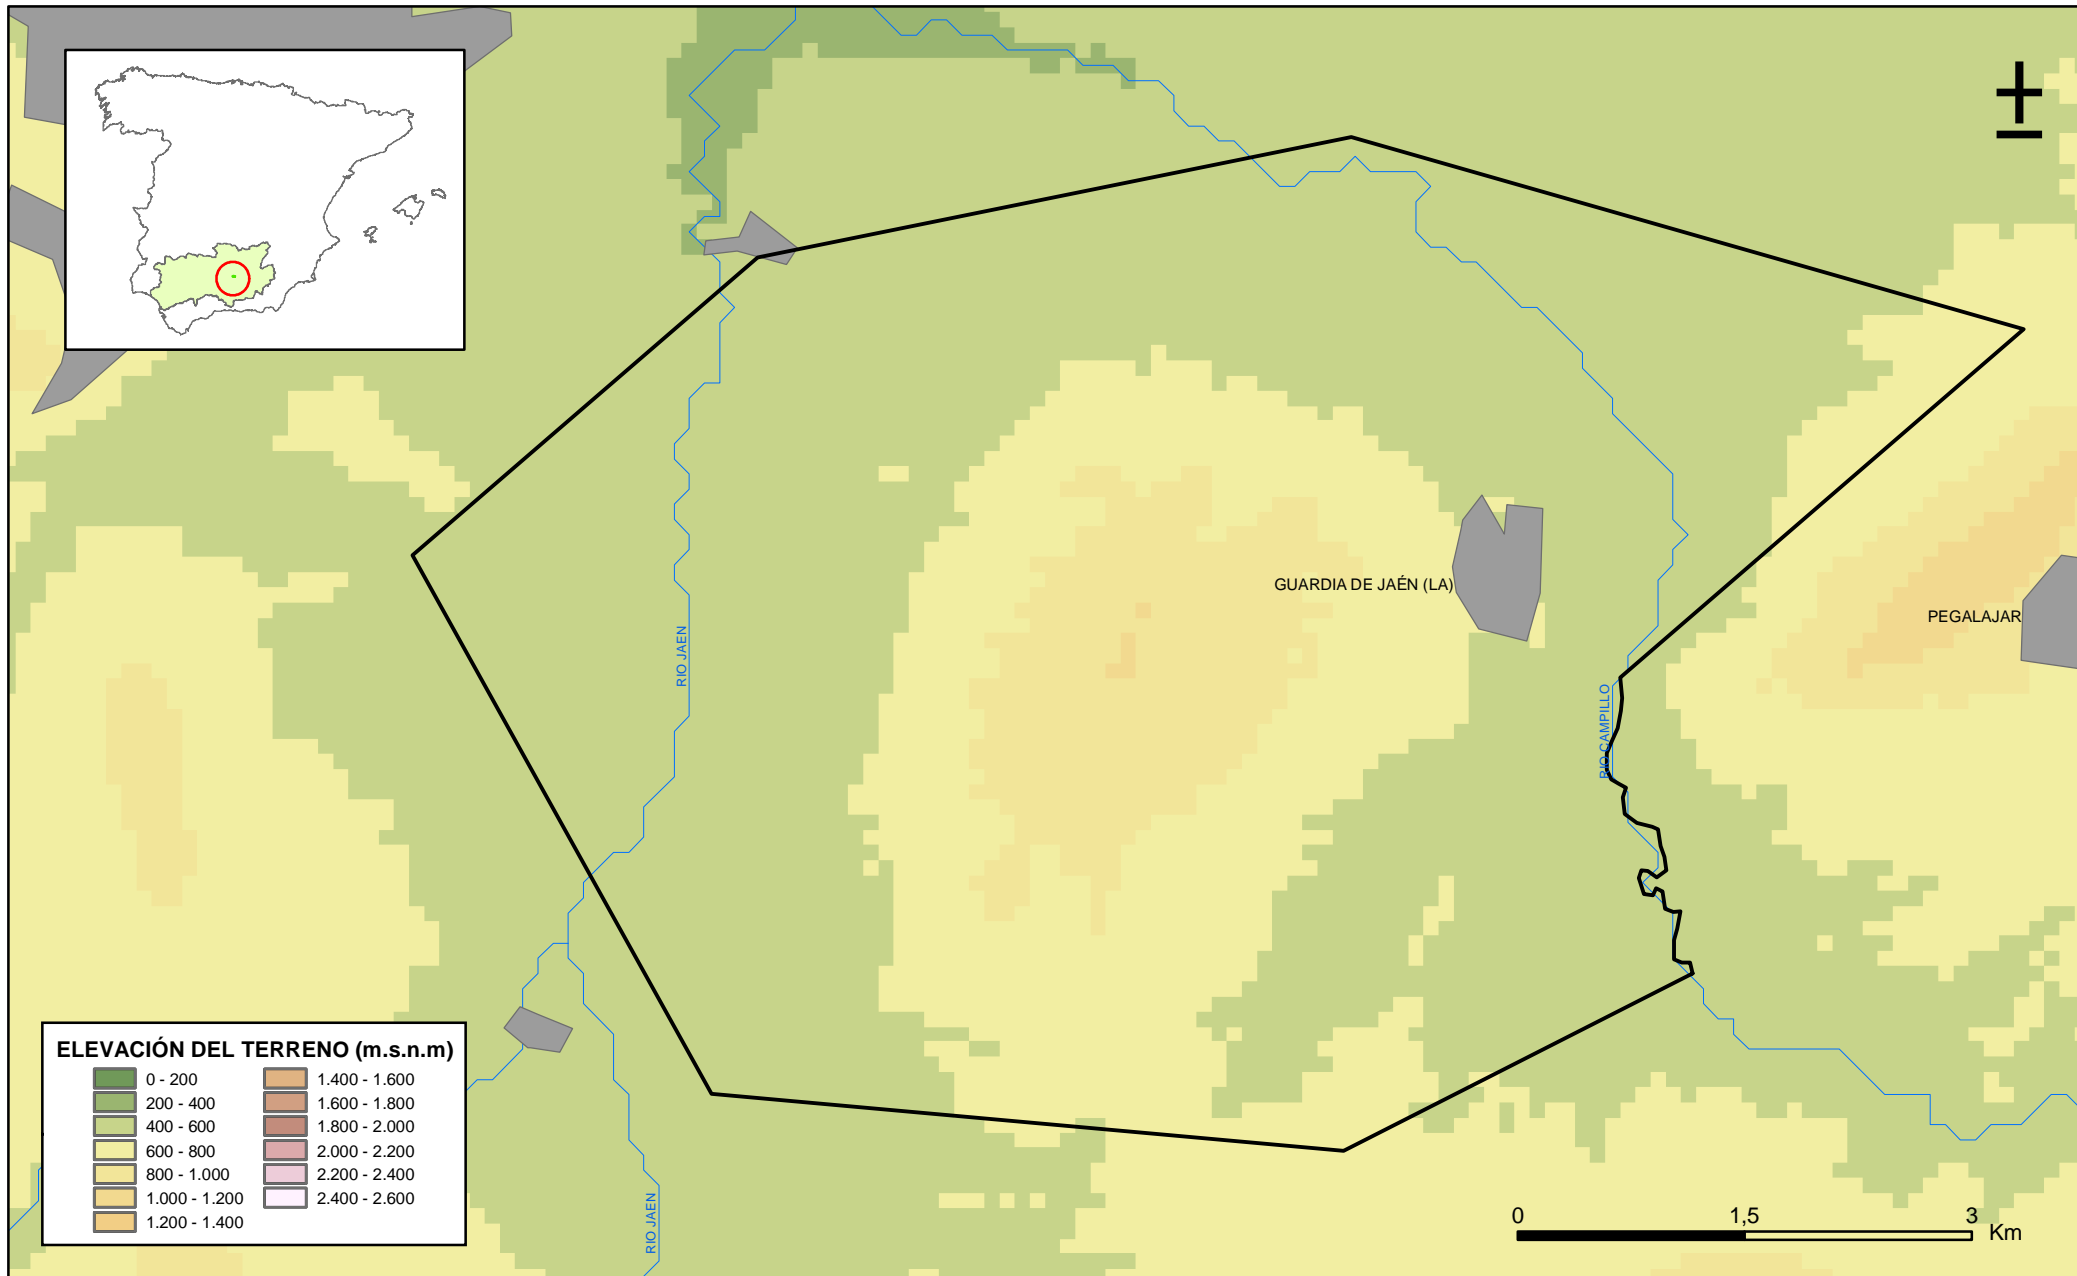 GUARDIA DE JAÉN (LA)
PEGALAJAR
RIO JAEN
RIO CAMPILLO
RIO JAEN
ELEVACIÓN DEL TERRENO (m.s.n.m)
0 - 200
200 - 400
400 - 600
600 - 800
800 - 1.000
1.000 - 1.200
1.200 - 1.400
1.400 - 1.600
1.600 - 1.800
1.800 - 2.000
2.000 - 2.200
2.200 - 2.400
2.400 - 2.600
0 1,5 3
Km